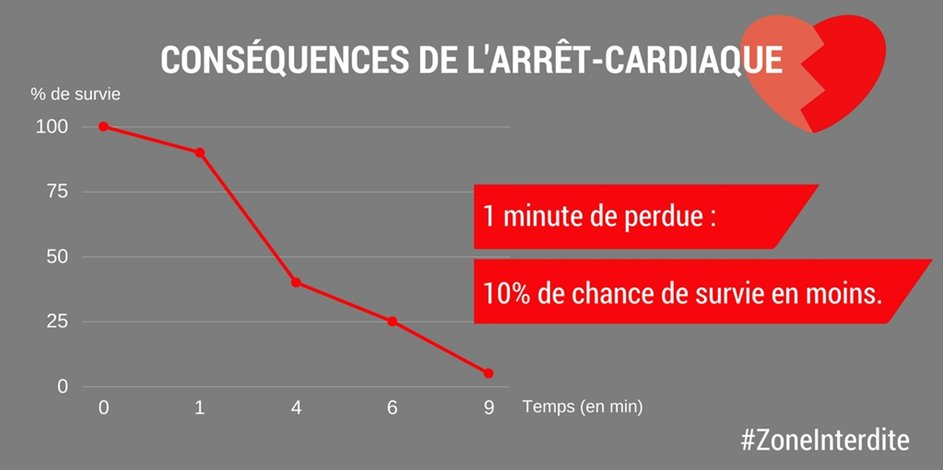 CONSÉQUENCES DE L'ARRÊT-CARDIAQUE
% de survie
100
75
50
25
0
0 1 4 6 9 Temps (en min)
1 minute de perdue :
10% de chance de survie en moins.
#ZoneInterdite